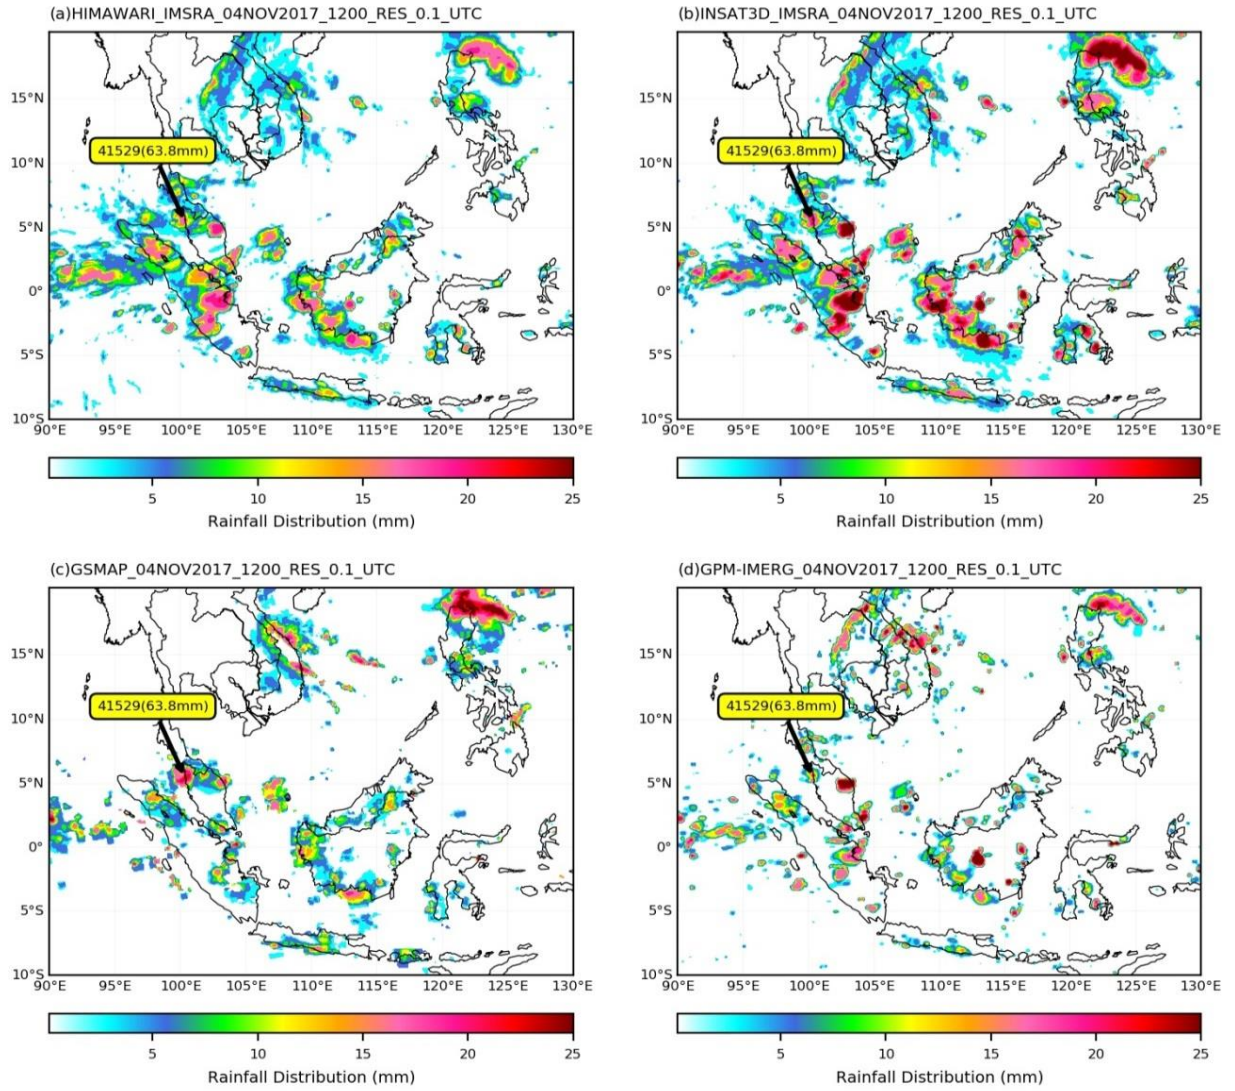 (a)HIMAWARI_IMSRA_04NOV2017_1200_RES_0.1_UTC
15°N
10°N
5°N
0°
5°S
10°S
90°E 95°E 100°E 105°E 110°E 115°E 120°E 125°E 130°E
41529(63.8mm)
5 10 15 20 25
Rainfall Distribution (mm)
(b)INSAT3D_IMSRA_04NOV2017_1200_RES_0.1_UTC
15°N
10°N
5°N
0°
5°S
10°S
90°E 95°E 100°E 105°E 110°E 115°E 120°E 125°E 130°E
41529(63.8mm)
5 10 15 20 25
Rainfall Distribution (mm)
(c)GSMAP_04NOV2017_1200_RES_0.1_UTC
15°N
10°N
5°N
0°
5°S
10°S
90°E 95°E 100°E 105°E 110°E 115°E 120°E 125°E 130°E
41529(63.8mm)
5 10 15 20 25
Rainfall Distribution (mm)
(d)GPM-IMERG_04NOV2017_1200_RES_0.1_UTC
15°N
10°N
5°N
0°
5°S
10°S
90°E 95°E 100°E 105°E 110°E 115°E 120°E 125°E 130°E
41529(63.8mm)
5 10 15 20 25
Rainfall Distribution (mm)